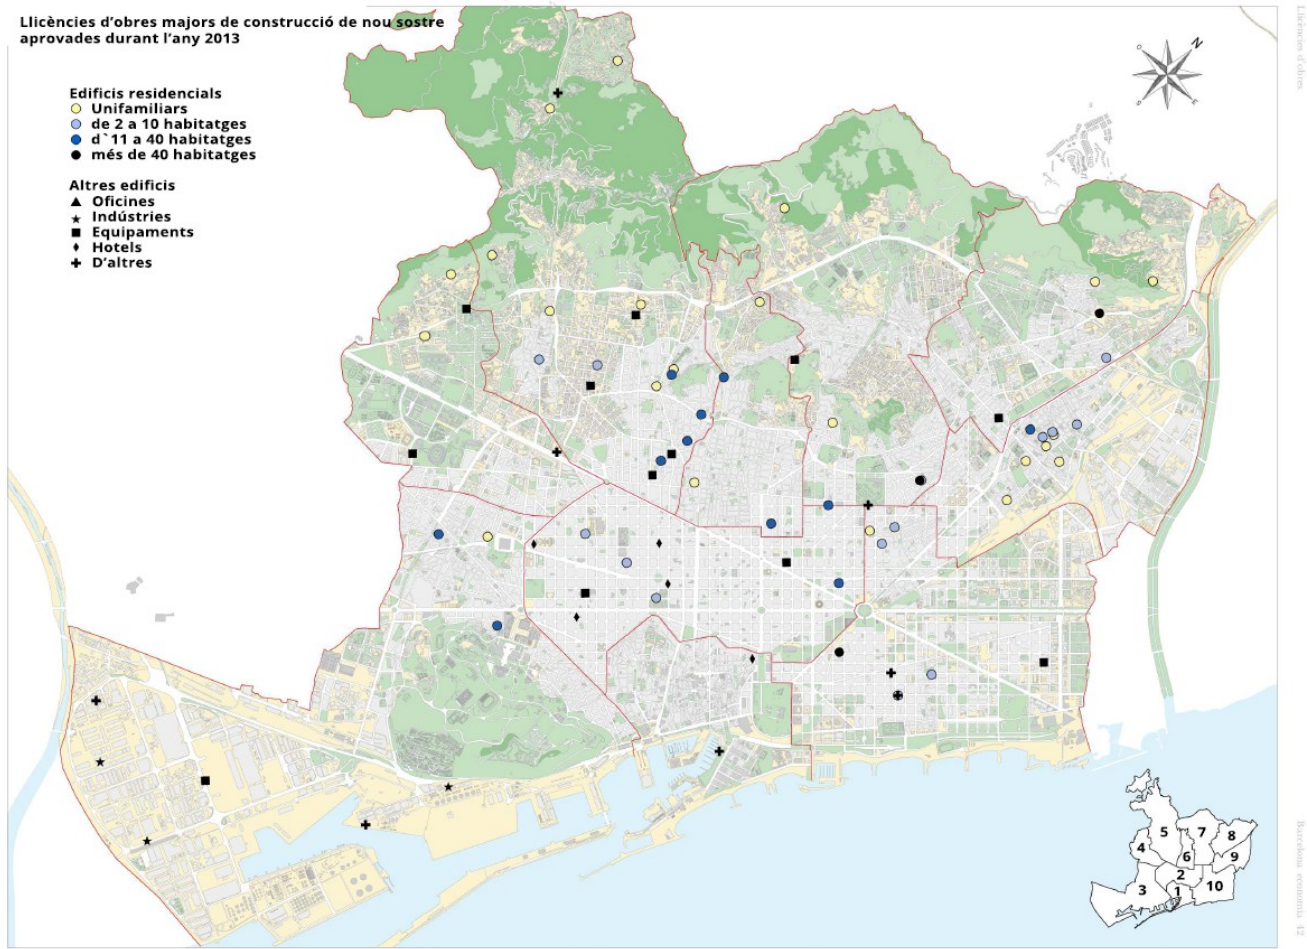 Llicències d'obres majors de construcció de nou sostre
aprovades durant l'any 2013
Edificis residencials
Unifamiliars
de 2 a 10 habitatges
d`11 a 40 habitatges
més de 40 habitatges
Altres edificis
Oficines
Indústries
Equipaments
Hotels
D'altres
N
O
S
E
Llicències d'obres
Barcelona economia 42
5
7
8
4
6
9
2
3
1
10